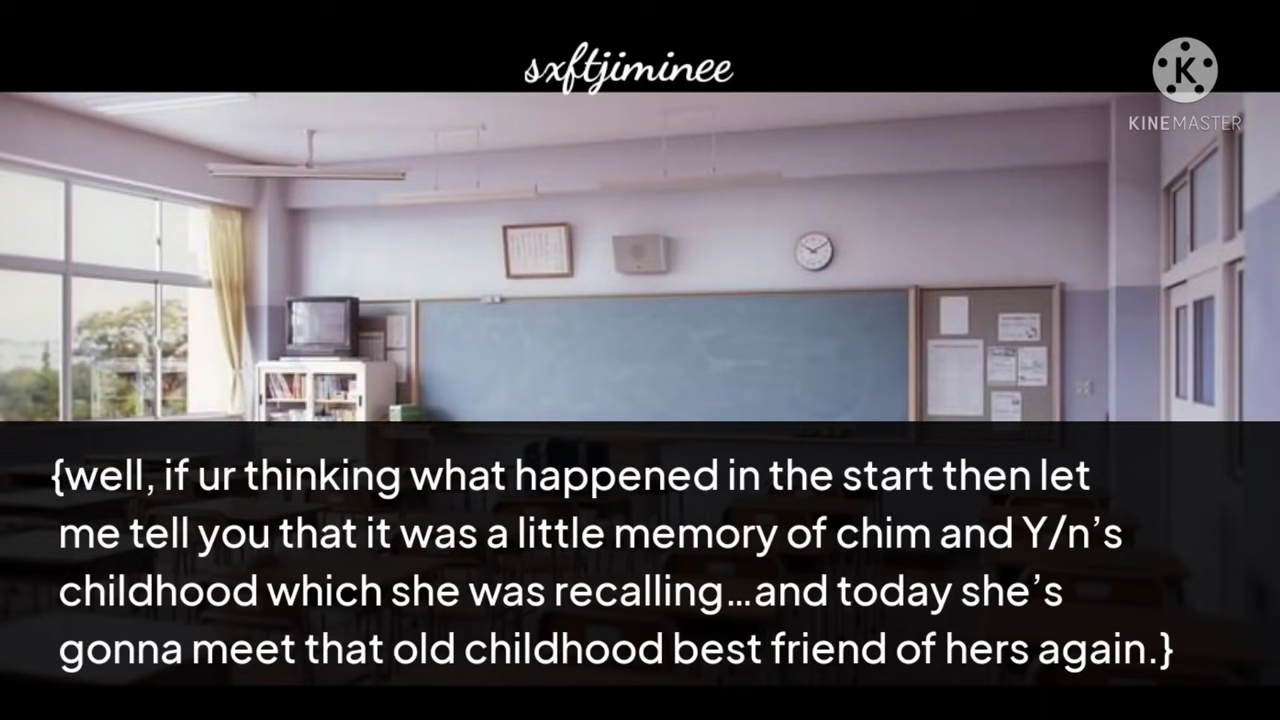 sxftjiminee
KINEMASTER
{well, if ur thinking what happened in the start then let
me tell you that it was a little memory of chim and Y/n’s
childhood which she was recalling...and today she’s
gonna meet that old childhood best friend of hers again.}